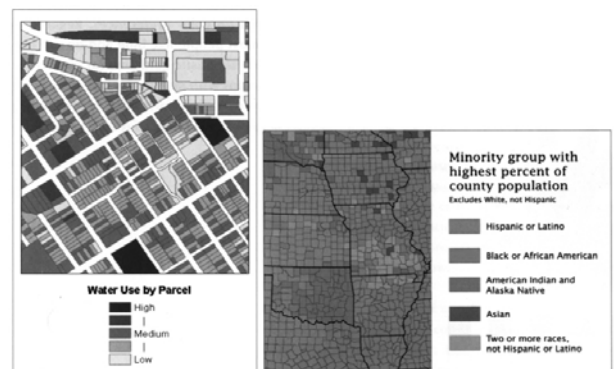 Water Use by Parcel
High
|
Medium
|
Low
Minority group with
highest percent of
county population
Excludes White, not Hispanic
Hispanic or Latino
Black or African American
American Indian and
Alaska Native
Asian
Two or more races,
not Hispanic or Latino